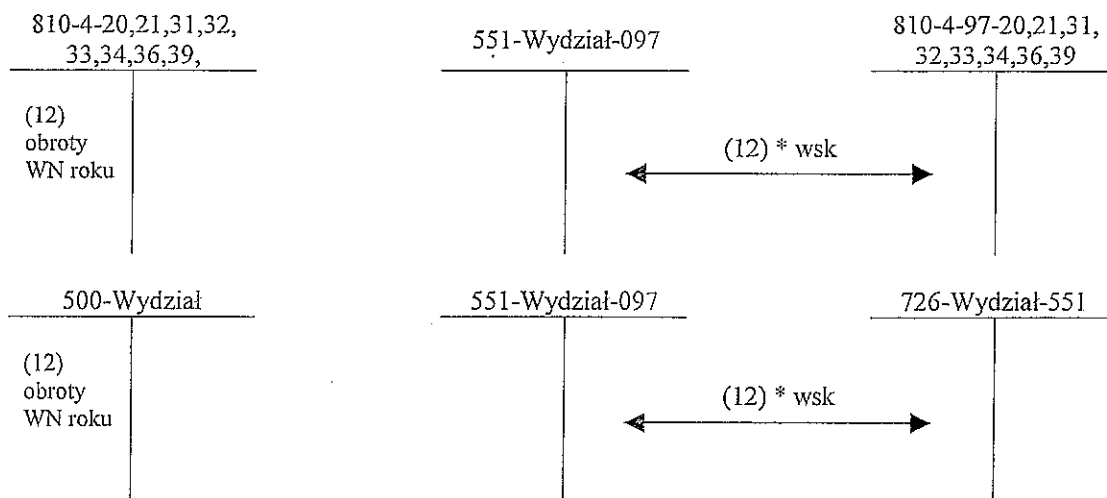 810-4-20,21,31,32,
33,34,36,39,
551-Wydział-097
810-4-97-20,21,31,
32,33,34,36,39
(12)
obroty
WN roku
(12) * wsk
500-Wydział
551-Wydział-097
726-Wydział-551
(12)
obroty
WN roku
(12) * wsk